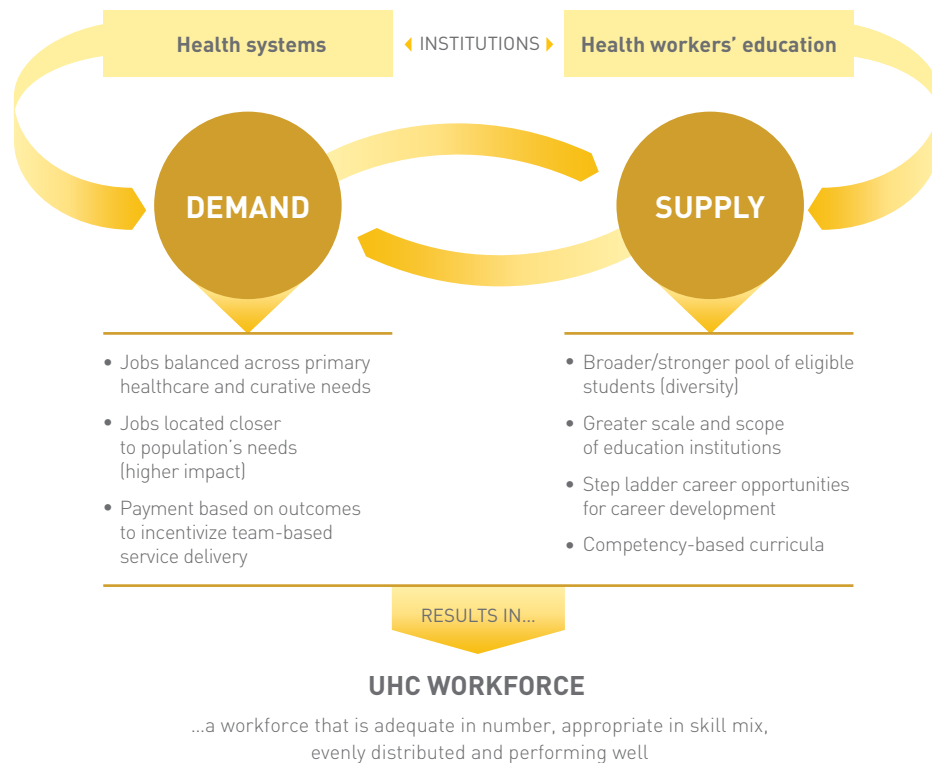 Health systems
INSTITUTIONS
Health workers’ education
DEMAND
SUPPLY
• Jobs balanced across primary
healthcare and curative needs
• Jobs located closer
to population’s needs
(higher impact)
• Payment based on outcomes
to incentivize team-based
service delivery
• Broader/stronger pool of eligible
students (diversity)
• Greater scale and scope
of education institutions
• Step ladder career opportunities
for career development
• Competency-based curricula
RESULTS IN...
UHC WORKFORCE
...a workforce that is adequate in number, appropriate in skill mix,
evenly distributed and performing well